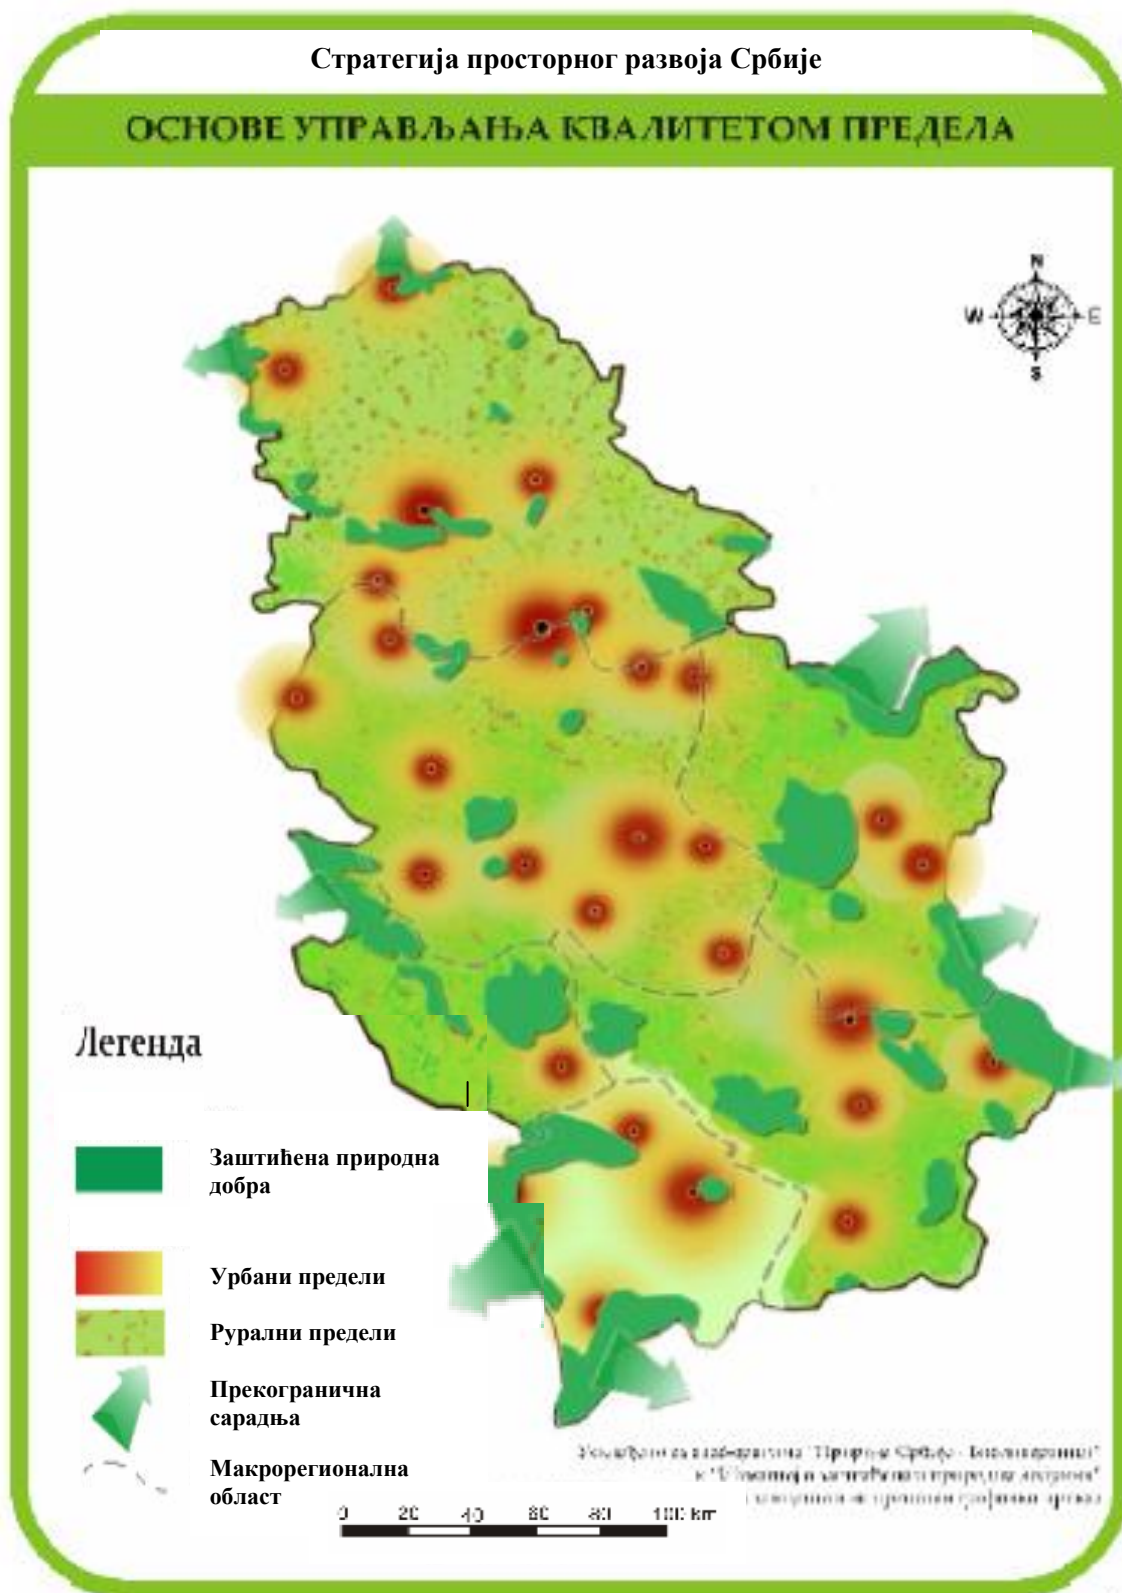 Стратегија просторног развоја Србије
ОСНОВЕ УПРАВЉАЊА КВАЛИТЕТОМ ПРЕДЕЛА
N
W E
S
Легенда
Заштићена природна
добра
Урбани предели
Рурални предели
Прекогранична
сарадња
Макрорегионална
област
0 20 40 60 80 100 km